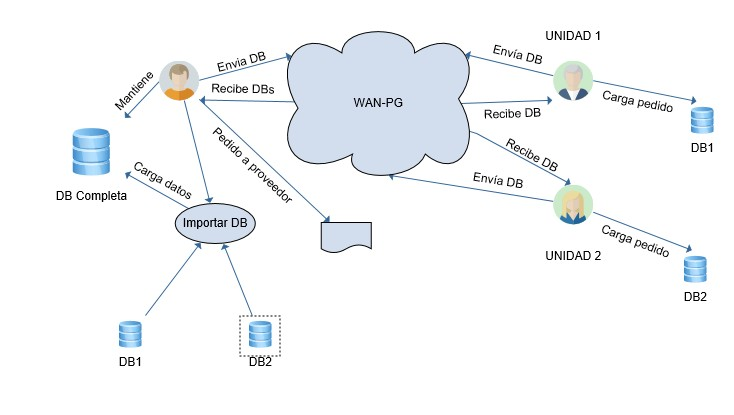 UNIDAD 1
Envía DB
Envía DB
Mantiene
Recibe DBs
WAN-PG
Recibe DB
Carga pedido
DB1
Pedido a proveedor
Recibe DB
Envía DB
DB Completa
Carga datos
Importar DB
Carga pedido
UNIDAD 2
DB2
DB1
DB2